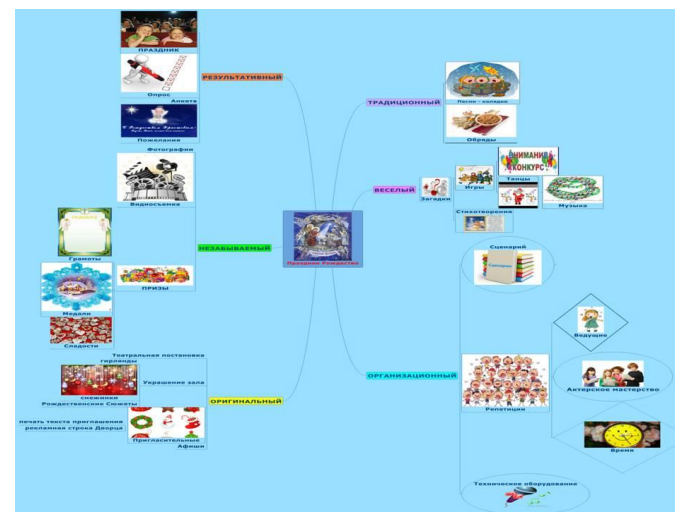 ПРАЗДНИК
Опрос
Анкета
Пожелания
РЕЗУЛЬТАТИВНЫЙ
Фотографии
Видиосъемка
Грамоты
Медали
Сладости
ПРИЗЫ
НЕЗАБЫВАЕМЫЙ
Театральная постановка
гирлянды
снежинки
Рождественские Сюжеты
Украшение зала
печать текста приглашения
рекламная строка Дворца
Пригласительные
Афиши
ОРИГИНАЛЬНЫЙ
Праздник Рождество
ТРАДИЦИОННЫЙ
Песни - колядки
Обряды
ВЕСЕЛЫЙ
Загадки
Игры
ВНИМАНИЕ
КОНКУРС
Танцы
Музыка
Стихотворения
ОРГАНИЗАЦИОННЫЙ
Сценарий
Сценарии
Репетиции
Ведущие
Актерское мастерство
Время
Техническое оборудование